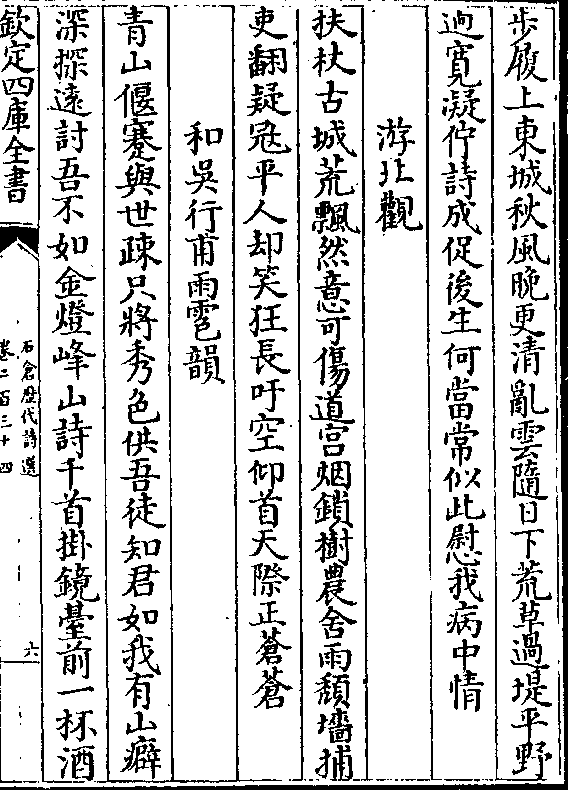 步屧上東城秋風晚更清亂雲隨日下荒草過堤平野
逈寛凝佇詩成促後生何當常似此慰我病中情
游北觀
扶杖古城荒飄然意可傷道宫烟鎖樹農舍雨頽墻捕
吏翻疑冦平人却笑狂長吁空仰首天際正蒼蒼
和吳行甫雨雹韻
青山偃蹇與世疎只將秀色供吾徒知君如我有山癖
深探遠討吾不如金燈峰山詩千首掛鏡臺前一杯酒
欽定四庫全書
石倉歴代詩選
卷二百三十四
六